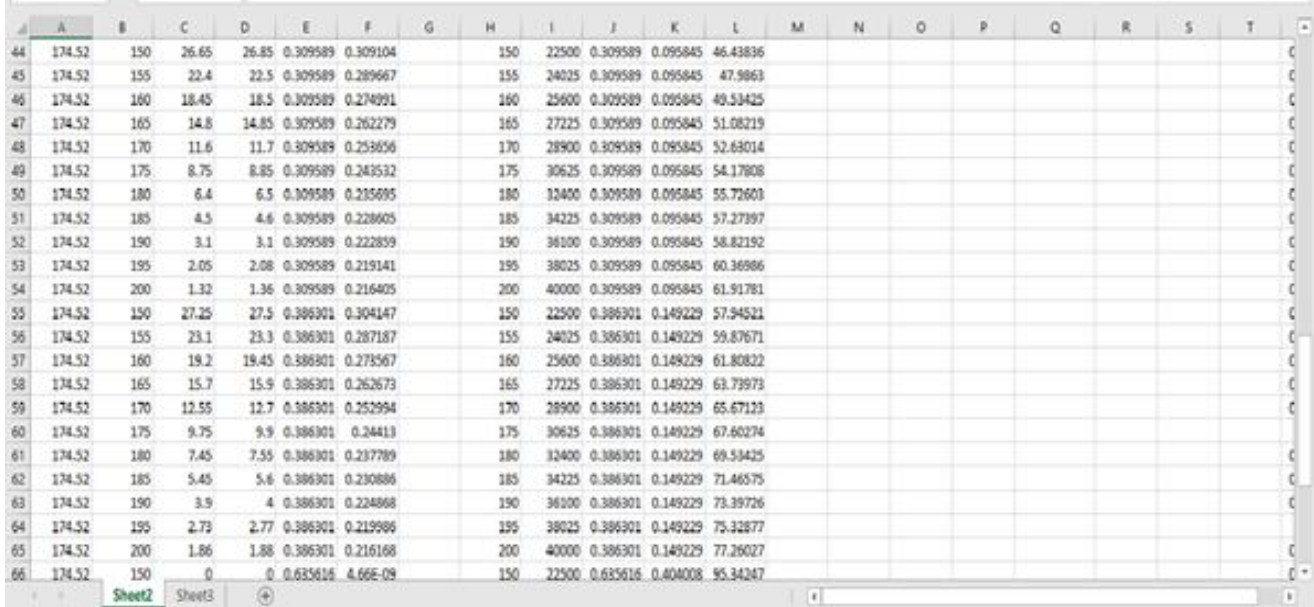 A B C D E F G H I J K L M N O P Q R S T
44 174.52 150 26.65 26.85 0.309589 0.309104 150 22500 0.309589 0.095845 46.43836
45 174.52 155 22.4 22.5 0.309589 0.289667 155 24025 0.309589 0.095845 47.9863
46 174.52 160 18.45 18.5 0.309589 0.274991 160 25600 0.309589 0.095845 49.53425
47 174.52 165 14.8 14.85 0.309589 0.262279 165 27225 0.309589 0.095845 51.08219
48 174.52 170 11.6 11.7 0.309589 0.253656 170 28900 0.309589 0.095845 52.63014
49 174.52 175 8.75 8.85 0.309589 0.243532 175 30625 0.309589 0.095845 54.17808
50 174.52 180 6.4 6.5 0.309589 0.235695 180 32400 0.309589 0.095845 55.72603
51 174.52 185 4.5 4.6 0.309589 0.228605 185 34225 0.309589 0.095845 57.27397
52 174.52 190 3.1 3.1 0.309589 0.222859 190 36100 0.309589 0.095845 58.82192
53 174.52 195 2.05 2.08 0.309589 0.219141 195 38025 0.309589 0.095845 60.36986
54 174.52 200 1.32 1.36 0.309589 0.216405 200 40000 0.309589 0.095845 61.91781
55 174.52 150 27.25 27.5 0.386301 0.304147 150 22500 0.386301 0.149229 57.94521
56 174.52 155 23.1 23.3 0.386301 0.287187 155 24025 0.386301 0.149229 59.87671
57 174.52 160 19.2 19.45 0.386301 0.273567 160 25600 0.386301 0.149229 61.80822
58 174.52 165 15.7 15.9 0.386301 0.262673 165 27225 0.386301 0.149229 63.73973
59 174.52 170 12.55 12.7 0.386301 0.252994 170 28900 0.386301 0.149229 65.67123
60 174.52 175 9.75 9.9 0.386301 0.24413 175 30625 0.386301 0.149229 67.60274
61 174.52 180 7.45 7.55 0.386301 0.237789 180 32400 0.386301 0.149229 69.53425
62 174.52 185 5.45 5.6 0.386301 0.230886 185 34225 0.386301 0.149229 71.46575
63 174.52 190 3.9 4 0.386301 0.224868 190 36100 0.386301 0.149229 73.39726
64 174.52 195 2.73 2.77 0.386301 0.219986 195 38025 0.386301 0.149229 75.32877
65 174.52 200 1.86 1.88 0.386301 0.216168 200 40000 0.386301 0.149229 77.26027
66 174.52 150 0 0 0.635616 4.66E-09 150 22500 0.635616 0.404008 95.34247
Sheet2 Sheet3